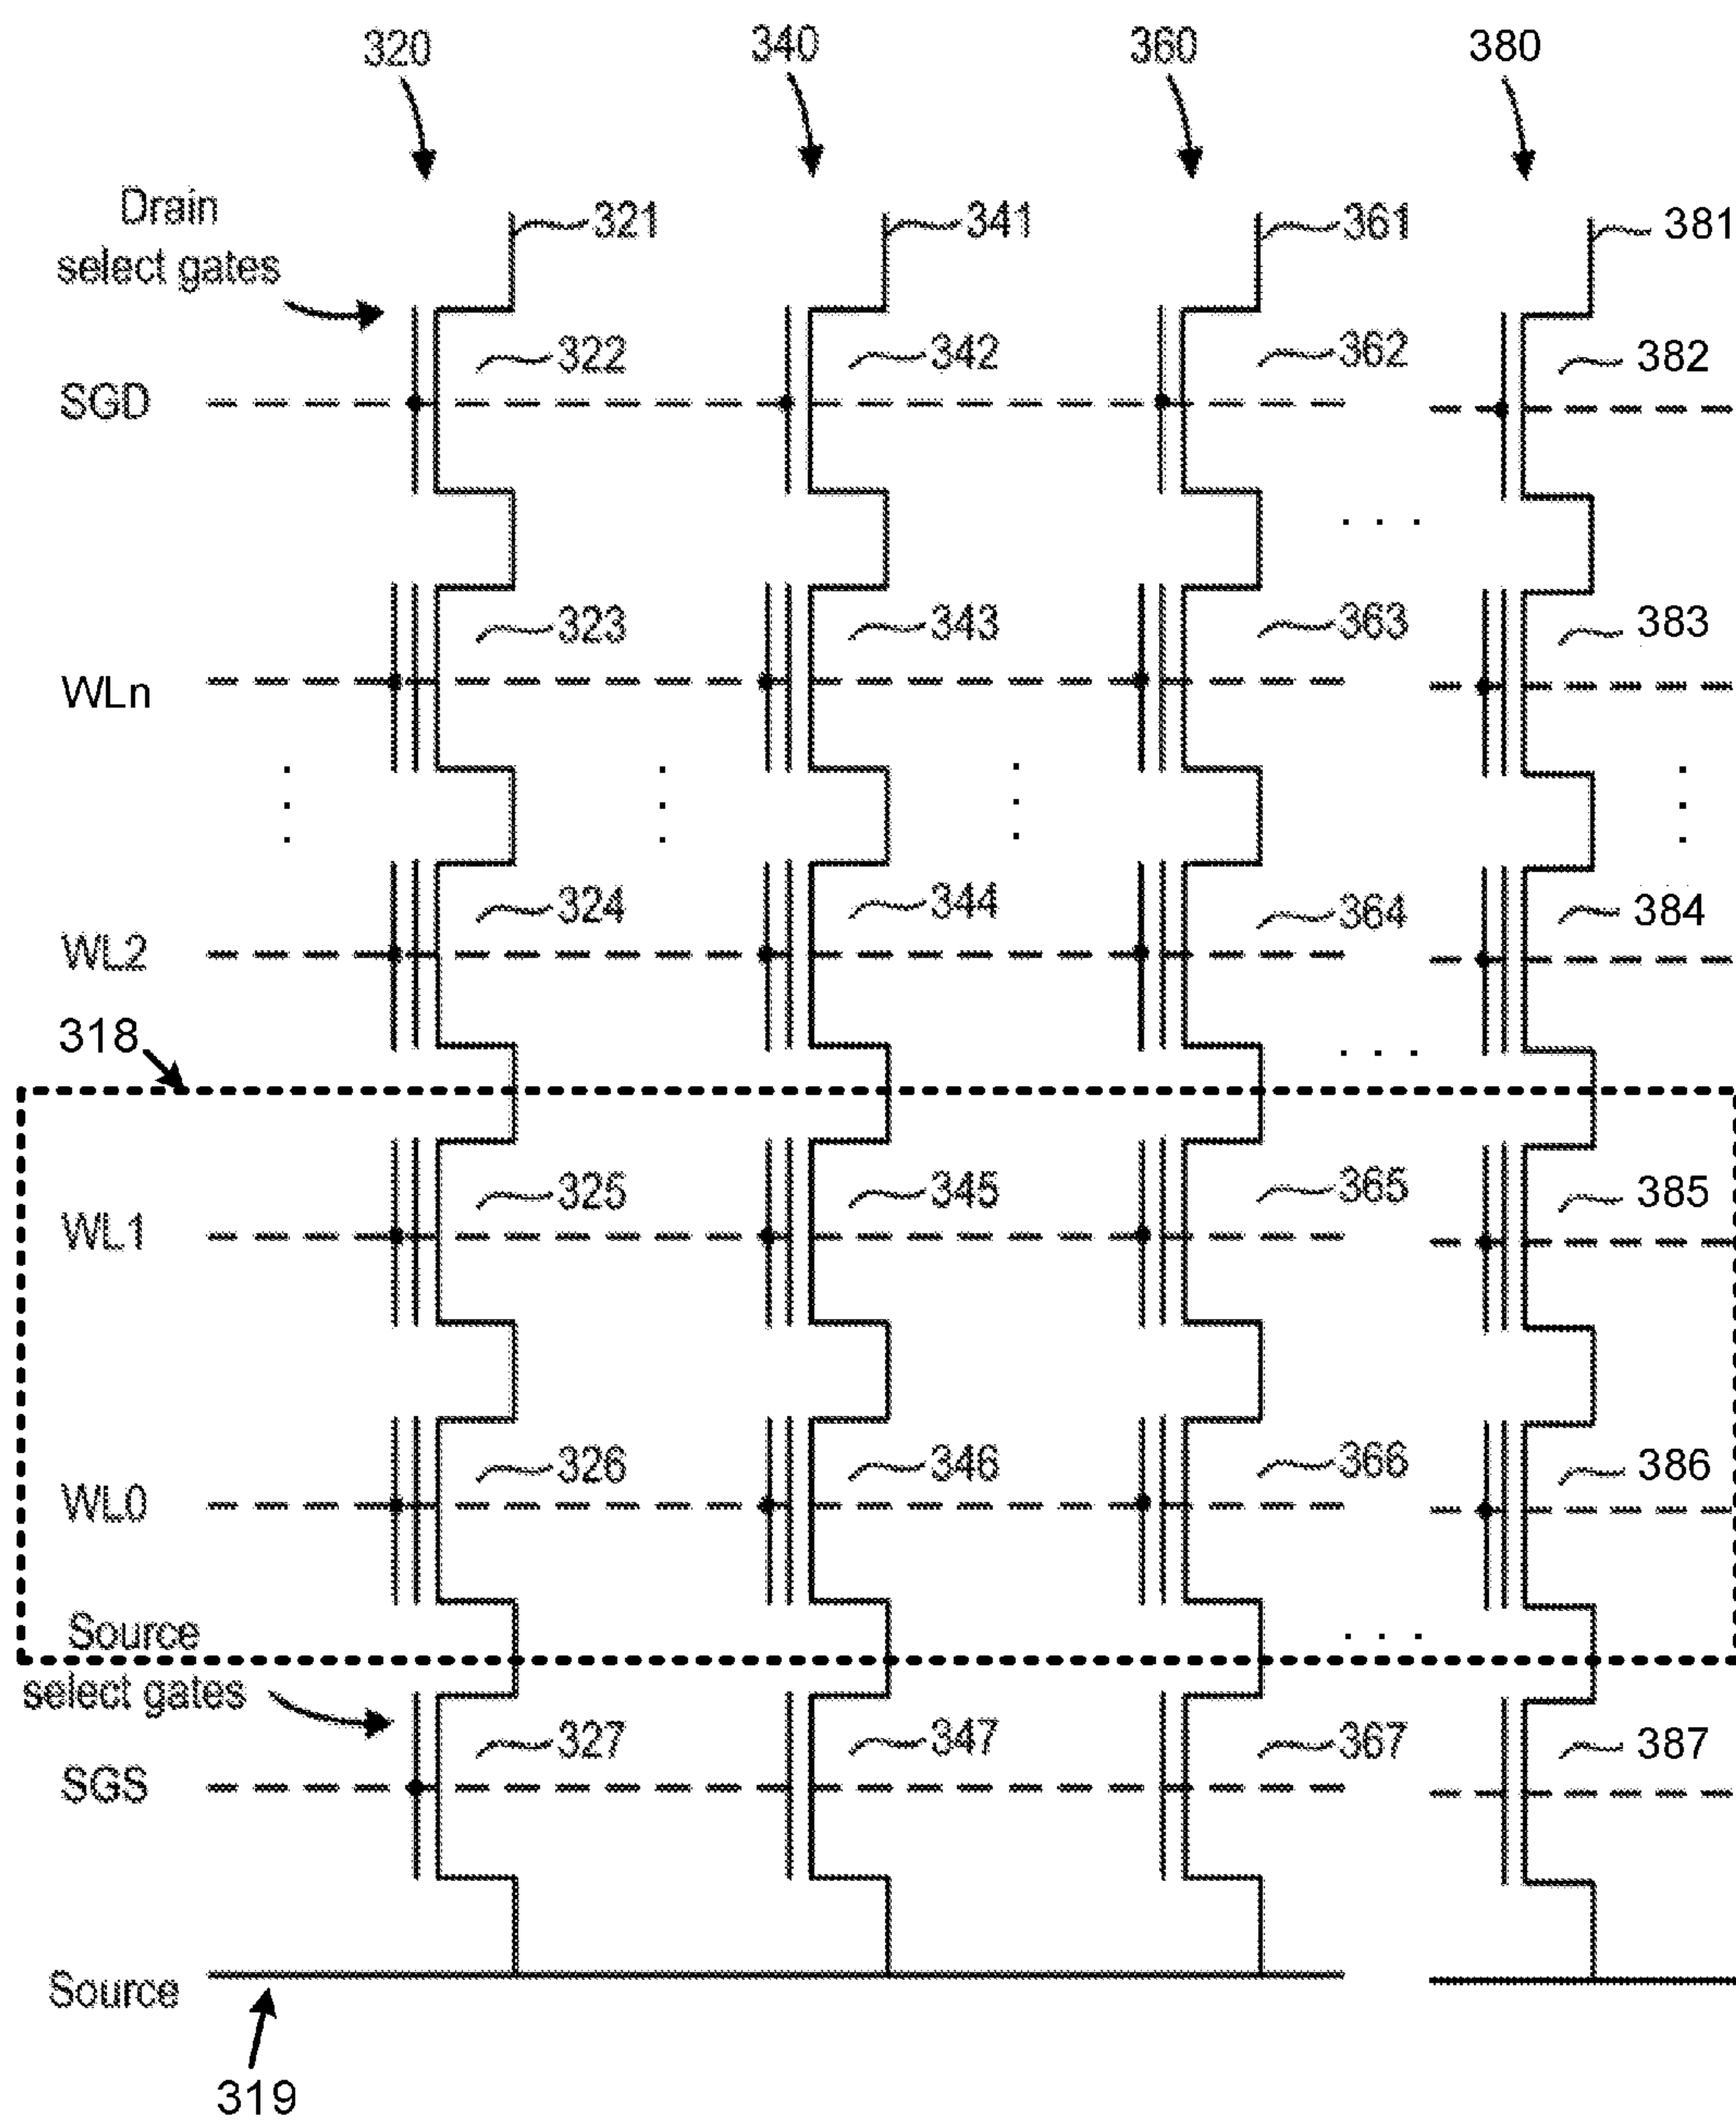 320 340 360 380
Drain
select gates
321 341 361 381
322 342 362 382
SGD
323 343 363 383
WLn
324 344 364 384
WL2
318
325 345 365 385
WL1
326 346 366 386
WL0
Source
select gates
327 347 367 387
SGS
Source
319